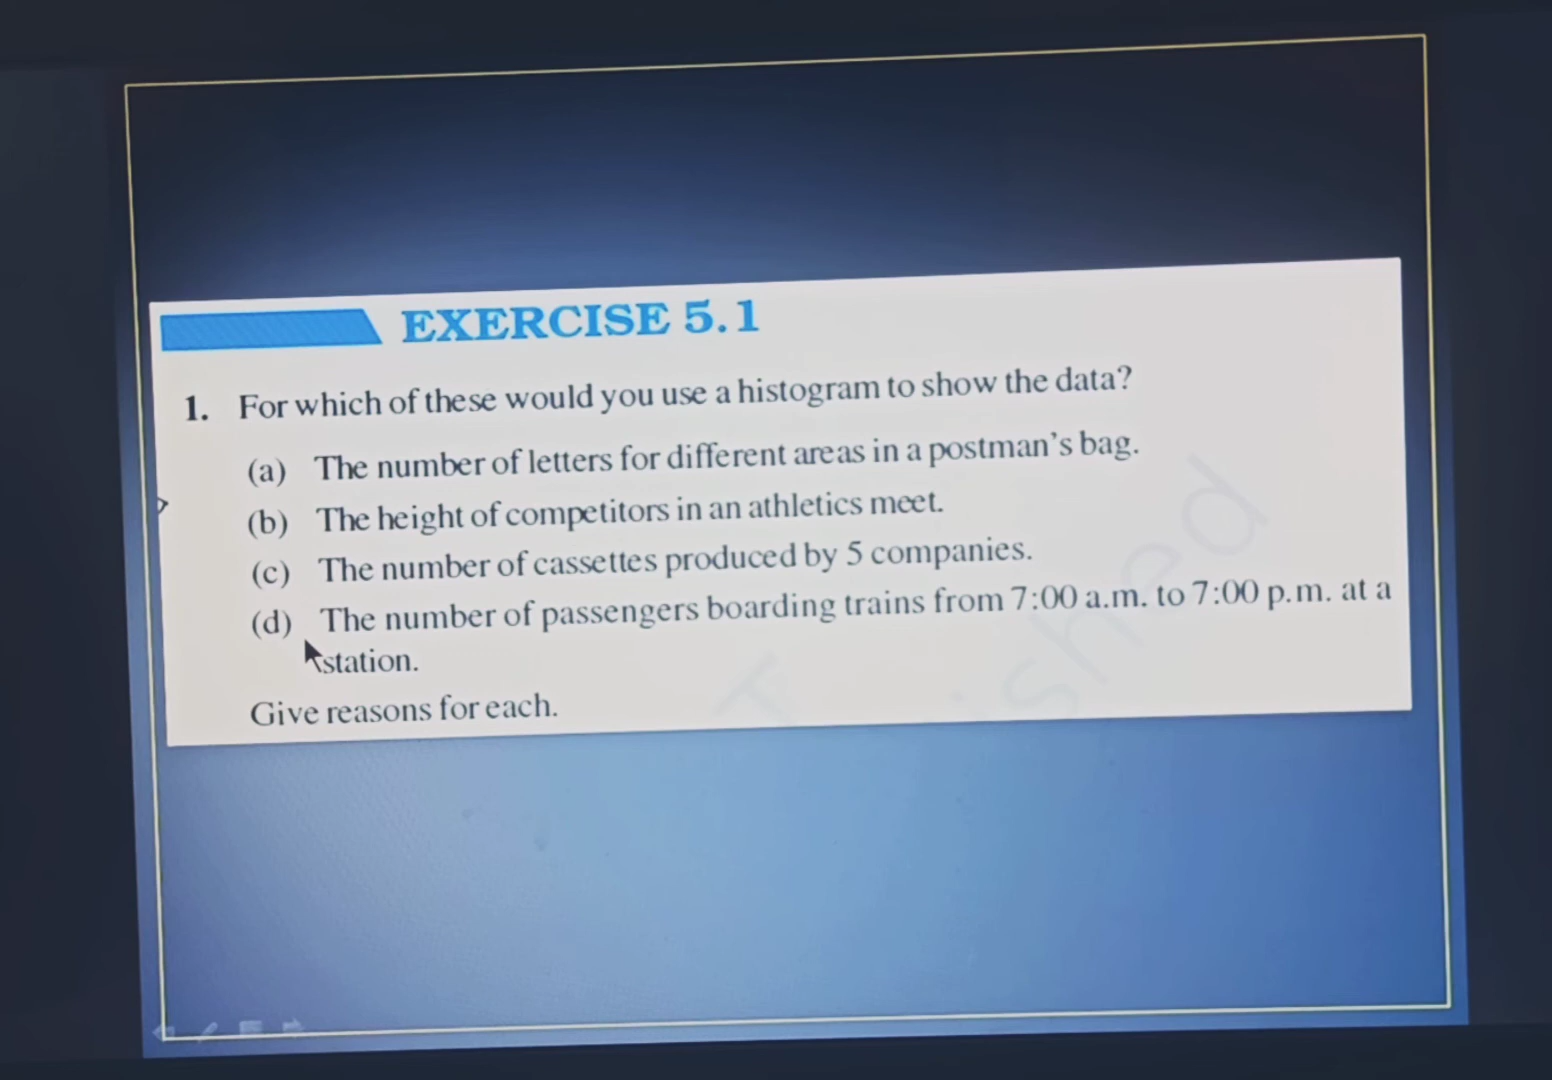 EXERCISE 5.1
1. For which of these would you use a histogram to show the data?
(a) The number of letters for different areas in a postman's bag.
(b) The height of competitors in an athletics meet.
(c) The number of cassettes produced by 5 companies.
(d) The number of passengers boarding trains from 7:00 a.m. to 7:00 p.m. at a
station.
Give reasons for each.